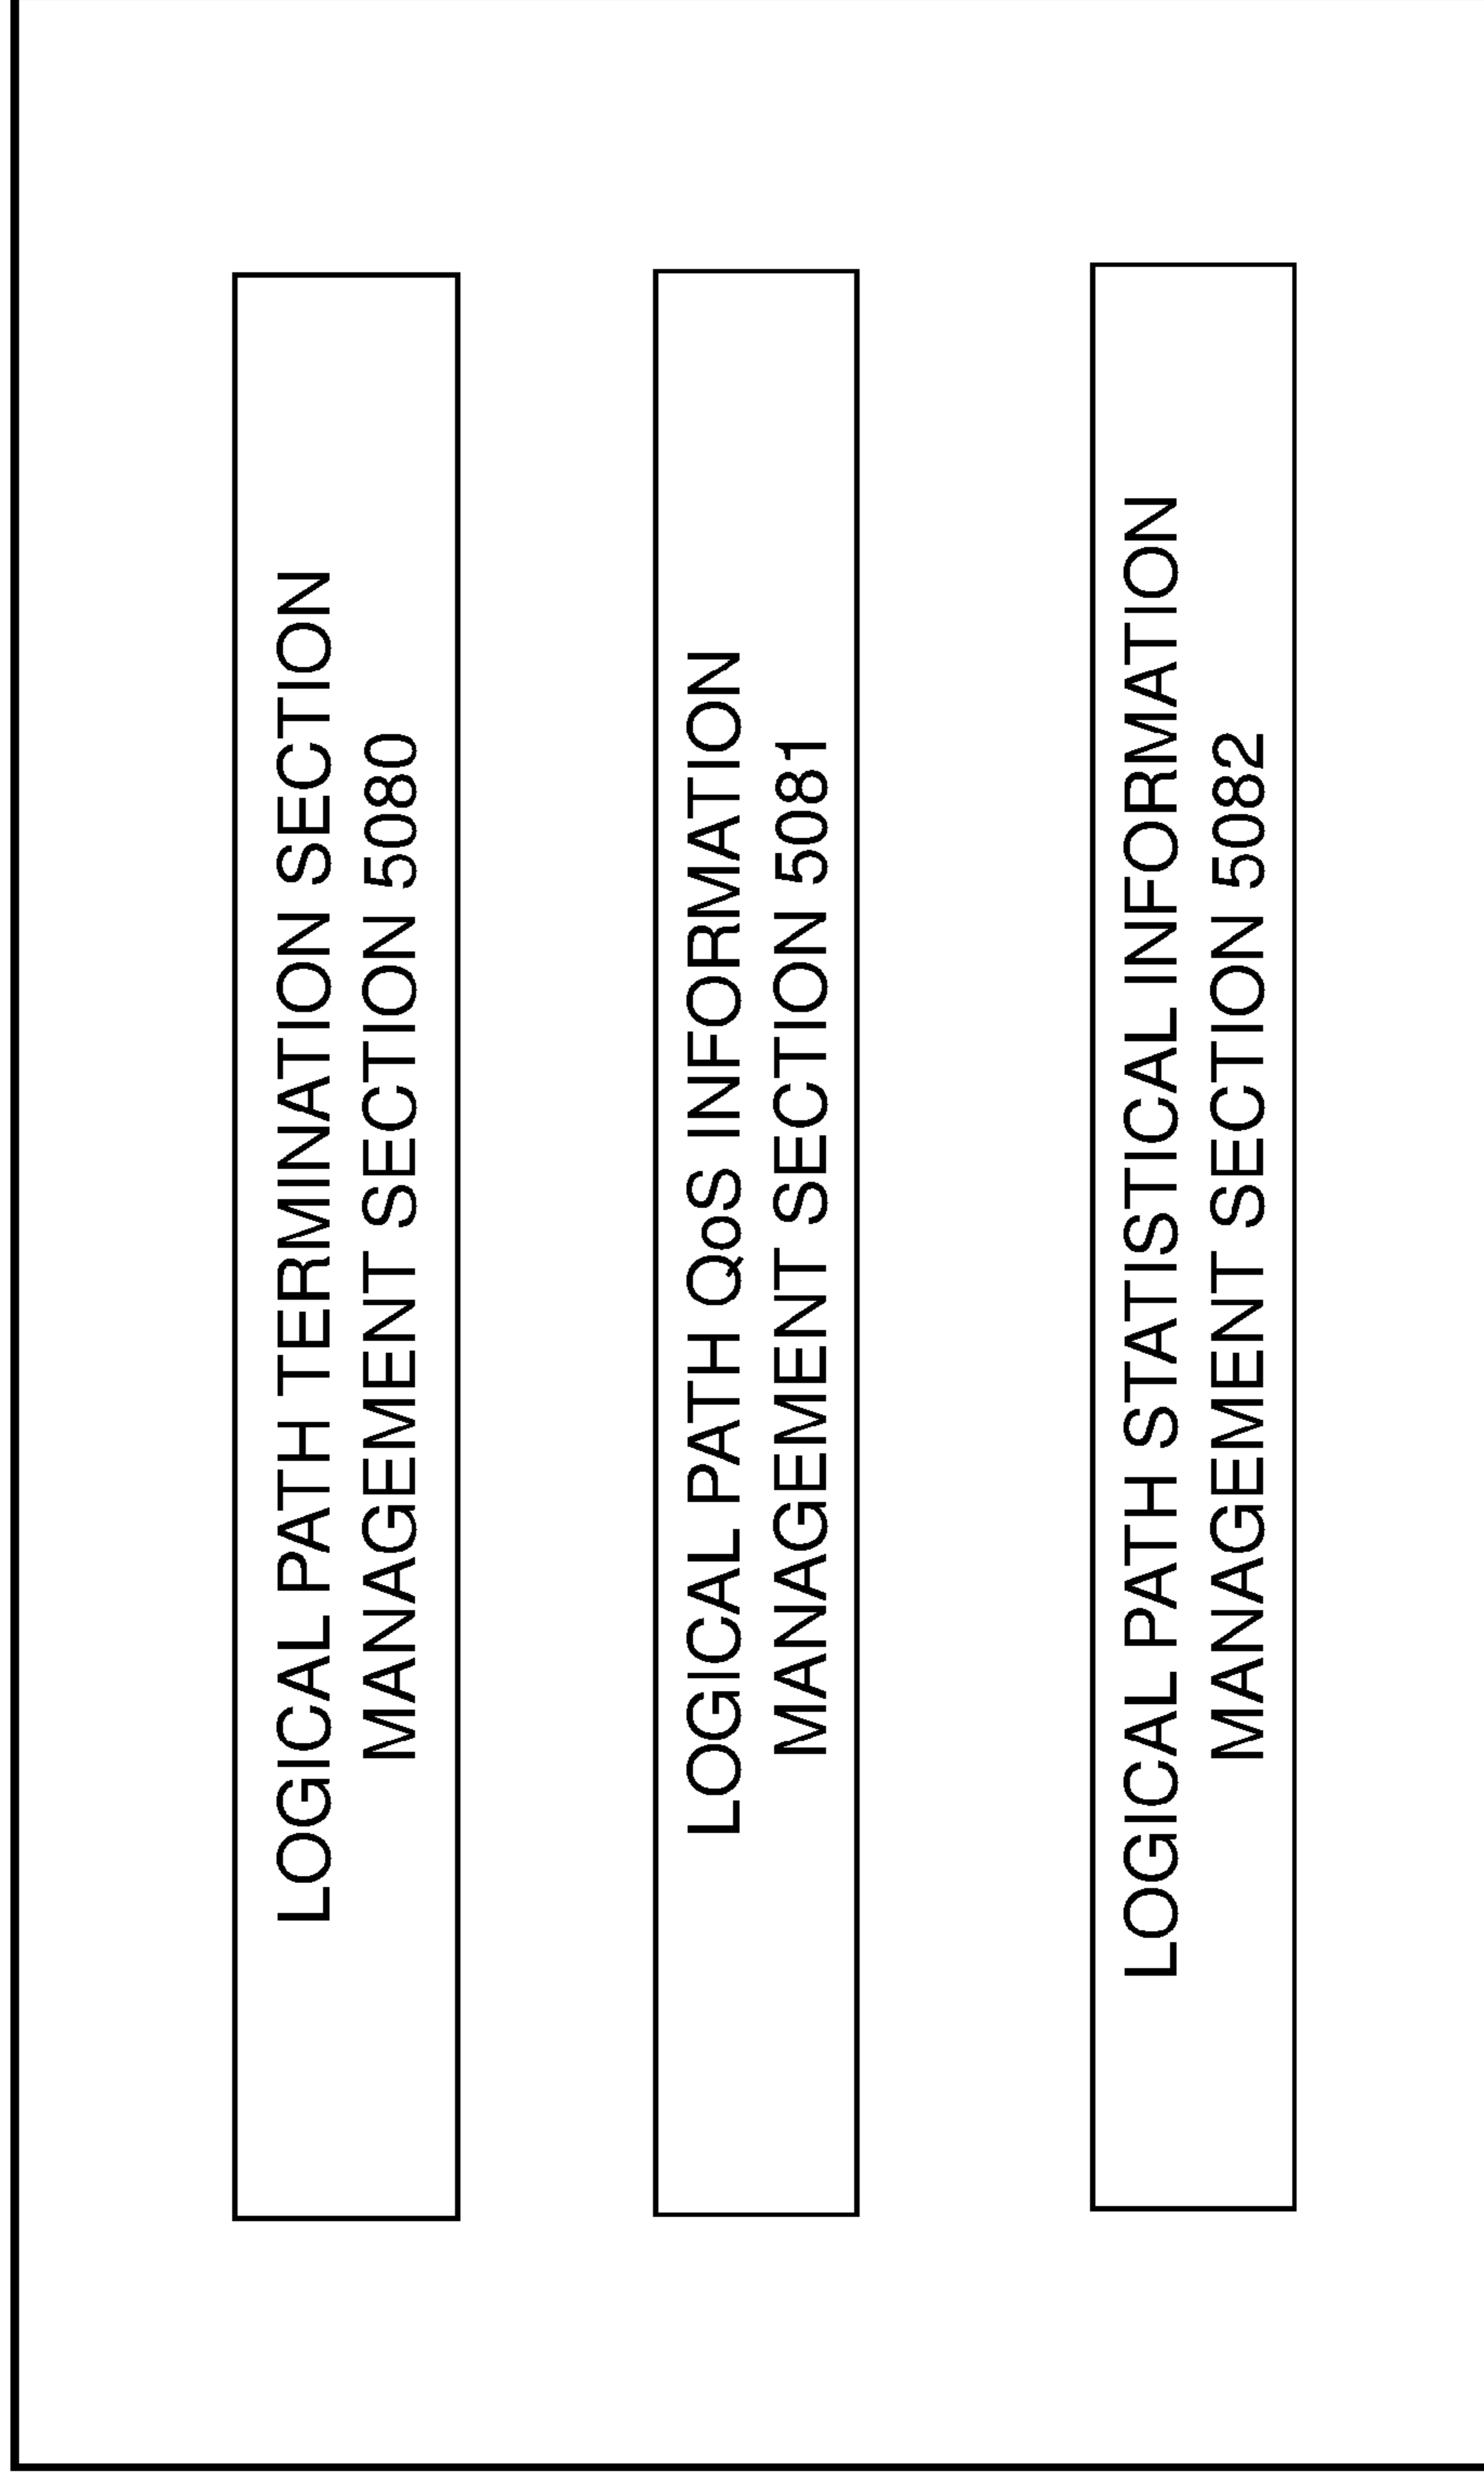 LOGICAL PATH TERMINATION SECTION
MANAGEMENT SECTION 5080
LOGICAL PATH QoS INFORMATION
MANAGEMENT SECTION 5081
LOGICAL PATH STATISTICAL INFORMATION
MANAGEMENT SECTION 5082